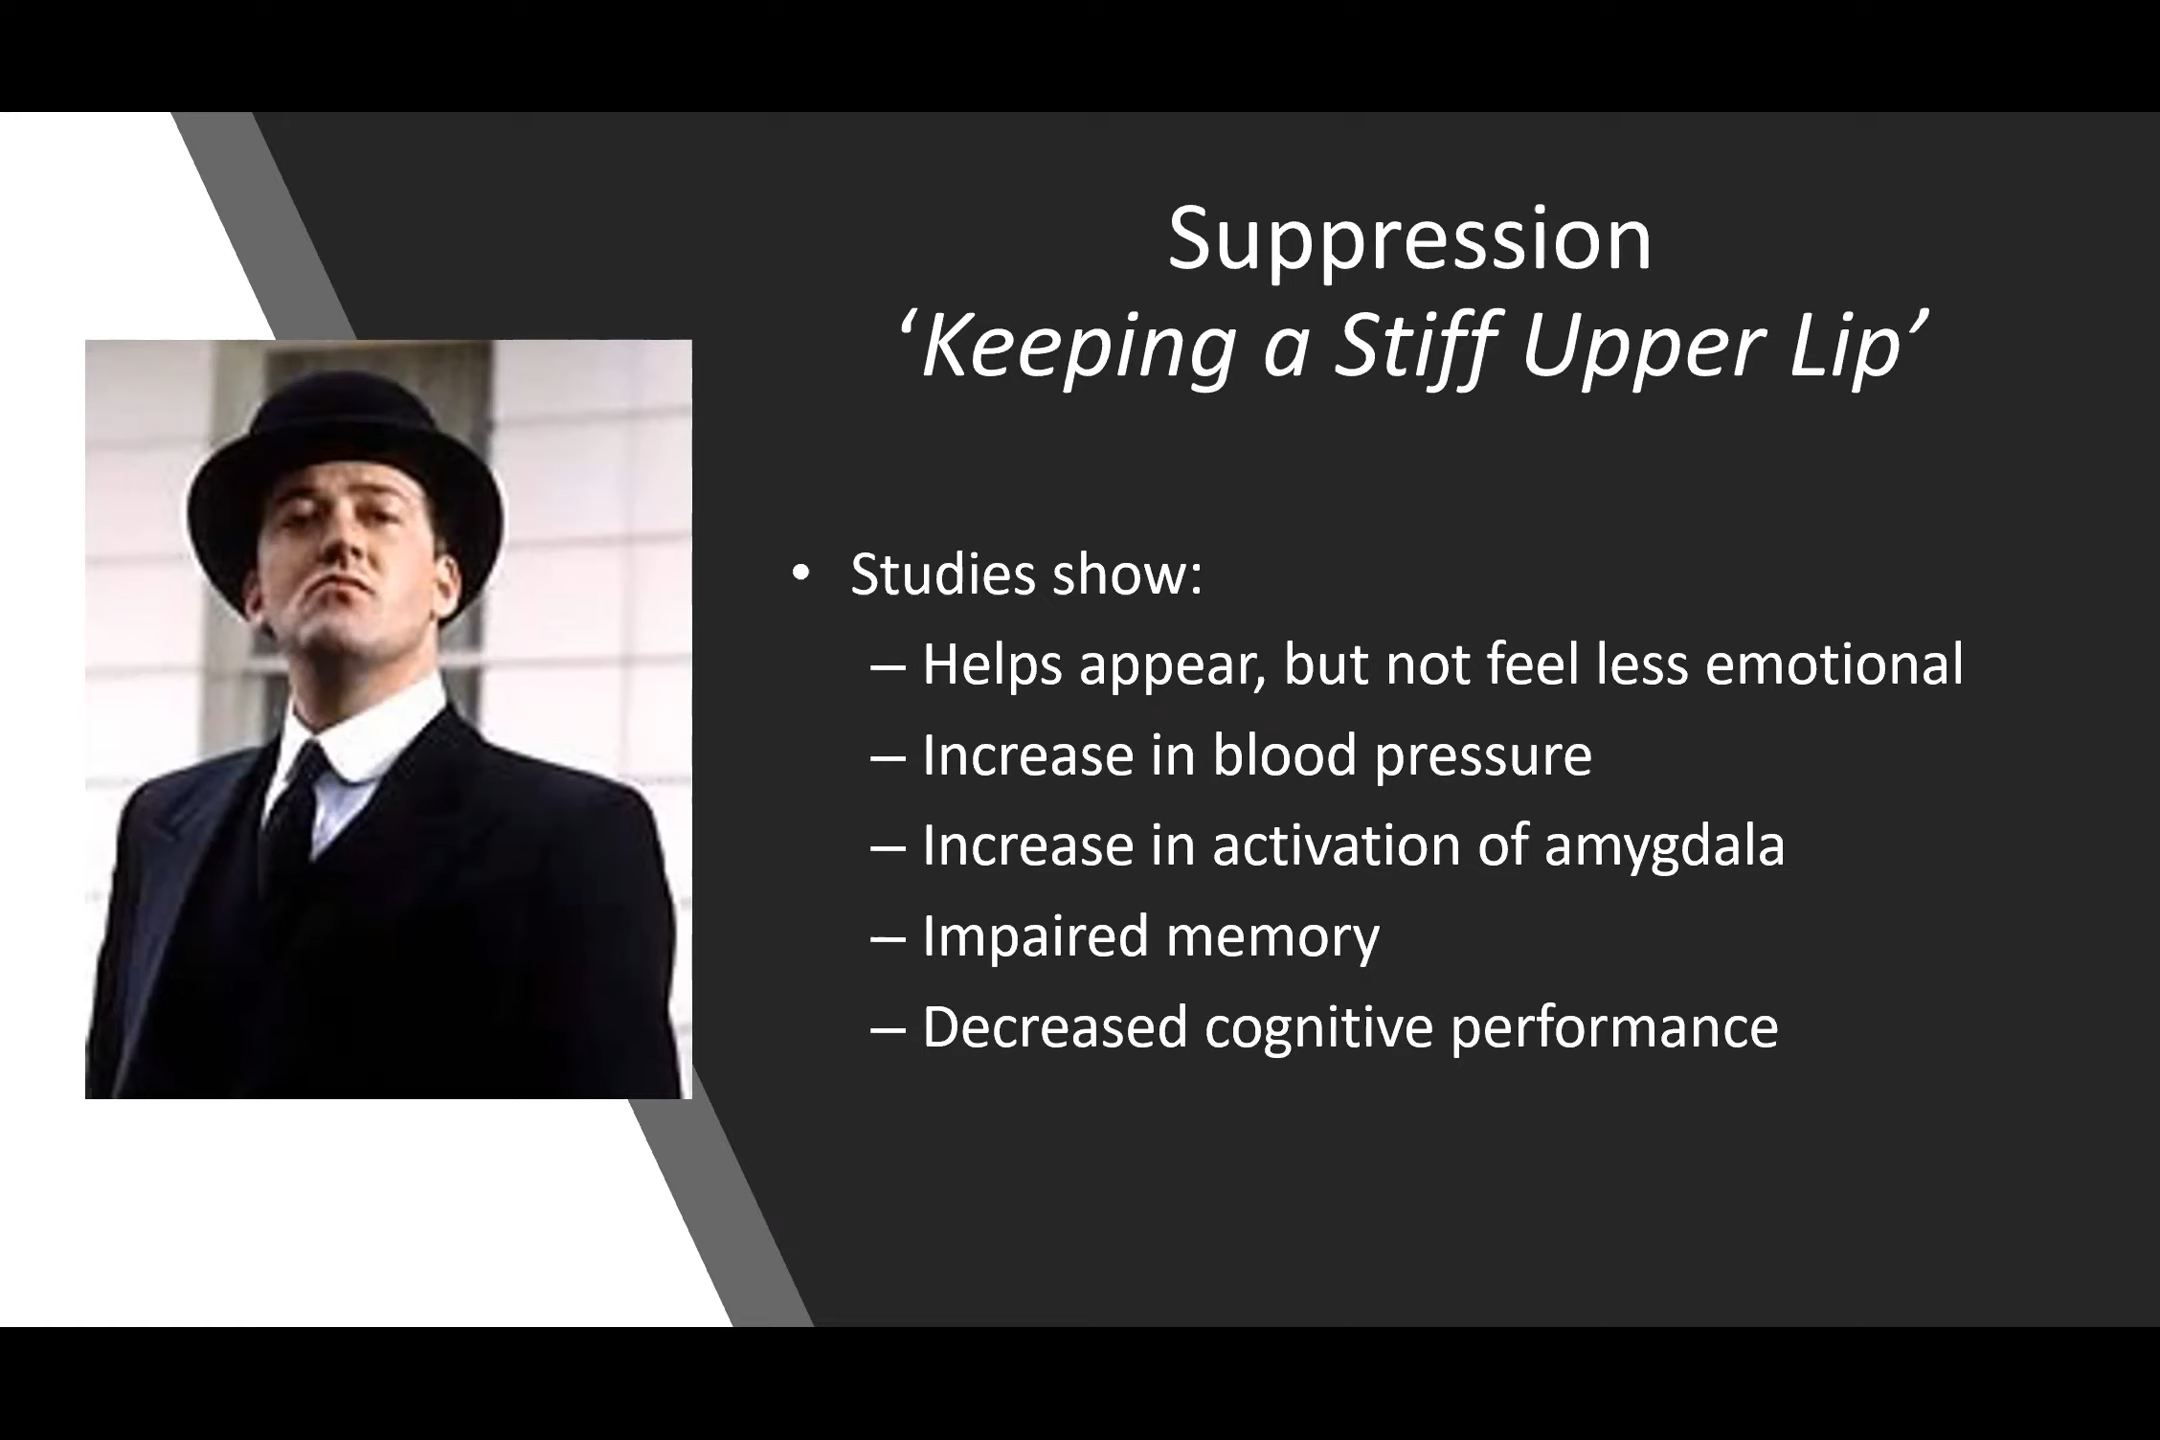 Suppression
‘Keeping a Stiff Upper Lip’
• Studies show:
– Helps appear, but not feel less emotional
– Increase in blood pressure
– Increase in activation of amygdala
– Impaired memory
– Decreased cognitive performance